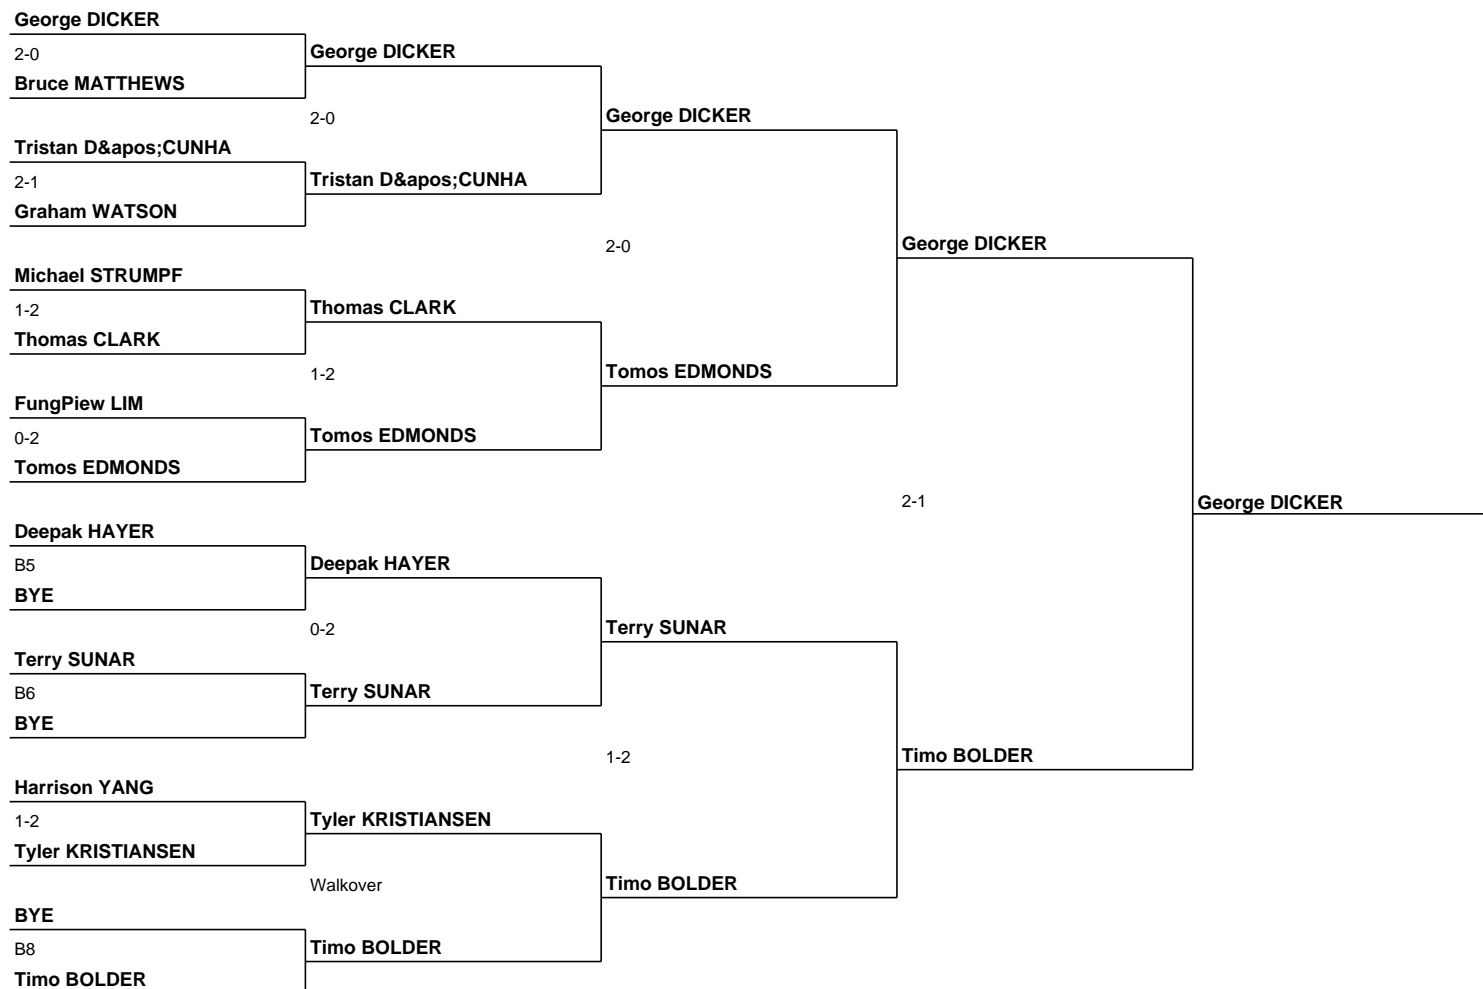 George DICKER
2-0
George DICKER
Bruce MATTHEWS
2-0
George DICKER
Tristan D&apos;CUNHA
2-1
Tristan D&apos;CUNHA
Graham WATSON
2-0
George DICKER
Michael STRUMPF
1-2
Thomas CLARK
Thomas CLARK
1-2
Tomos EDMONDS
FungPiew LIM
0-2
Tomos EDMONDS
Tomos EDMONDS
2-1
George DICKER
Deepak HAYER
B5
Deepak HAYER
BYE
0-2
Terry SUNAR
Terry SUNAR
B6
Terry SUNAR
BYE
1-2
Timo BOLDER
Harrison YANG
1-2
Tyler KRISTIANSEN
Tyler KRISTIANSEN
Walkover
Timo BOLDER
BYE
B8
Timo BOLDER
Timo BOLDER